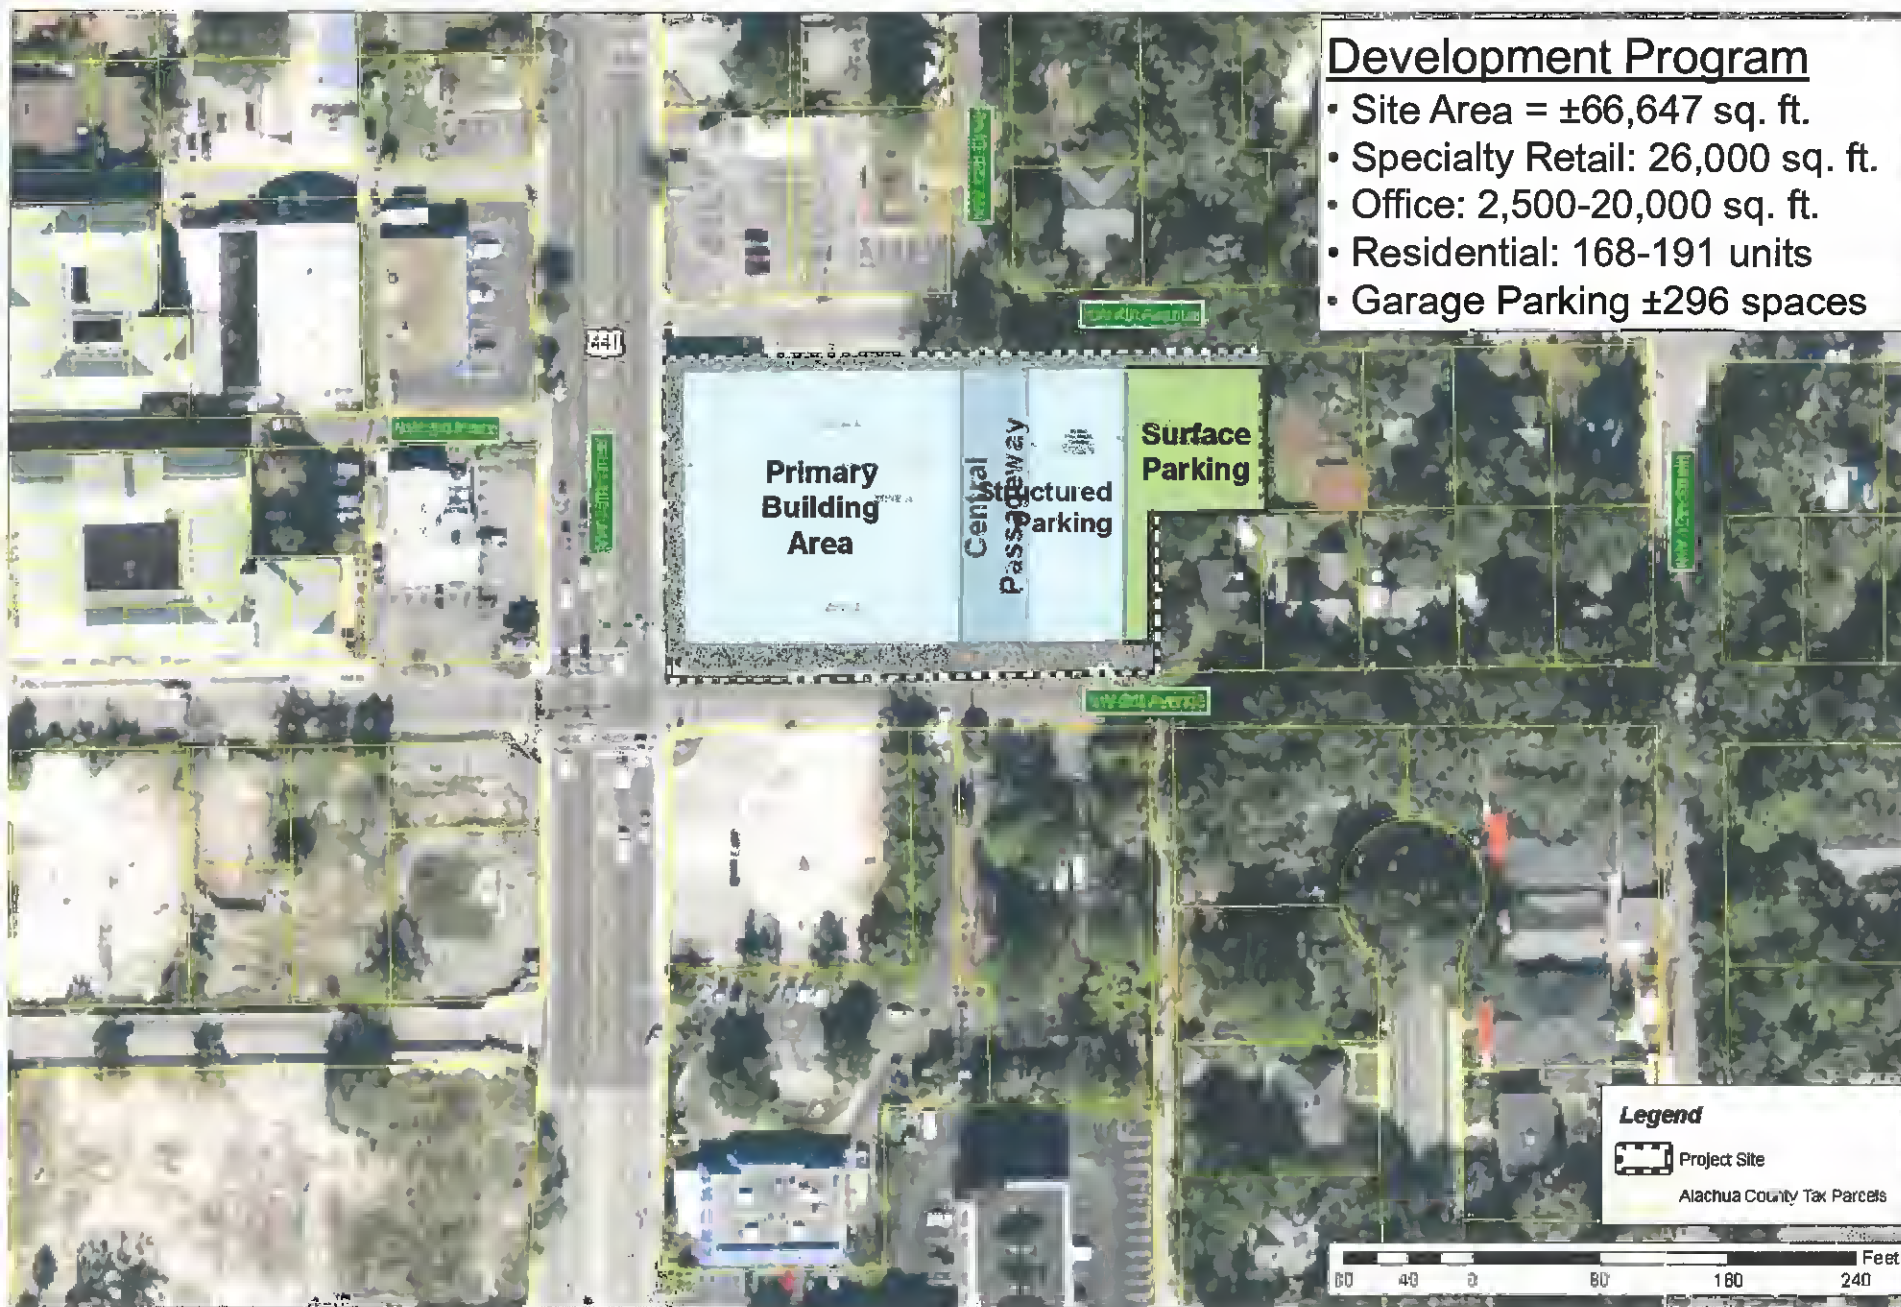 Development Program
• Site Area = ±66,647 sq. ft.
• Specialty Retail: 26,000 sq. ft.
• Office: 2,500-20,000 sq. ft.
• Residential: 168-191 units
• Garage Parking ±296 spaces
Primary
Building
Area
Central
Passageway
Structured
Parking
Surface
Parking
Legend
Project Site
Alachua County Tax Parcels
Feet
80 40 0 80 160 240